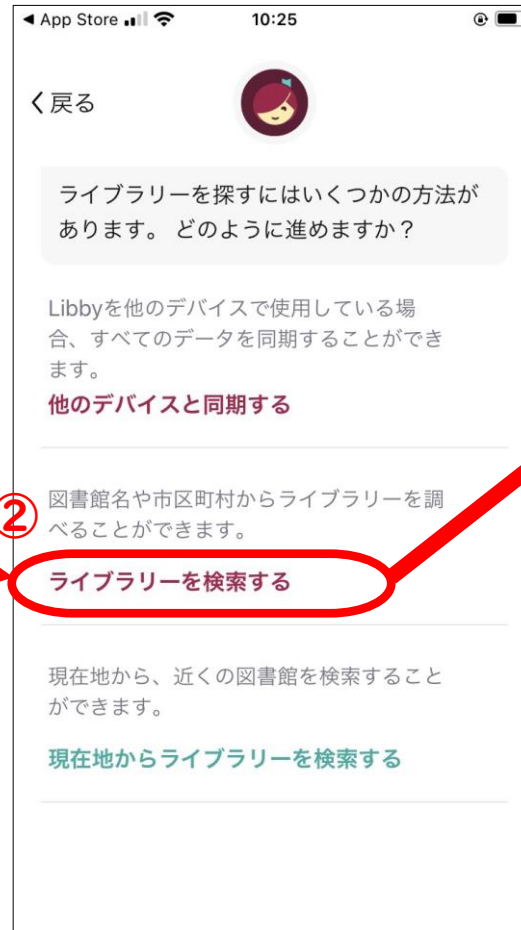 ◀ App Store 10:25
く戻る
ライブラリーを探すにはいくつかの方法が
あります。 どのように進めますか？
Libbyを他のデバイスで使用している場
合、すべてのデータを同期することができ
ます。
他のデバイスと同期する
図書館名や市区町村からライブラリーを調
べることができます。
②
ライブラリーを検索する
現在地から、近くの図書館を検索すること
ができます。
現在地からライブラリーを検索する